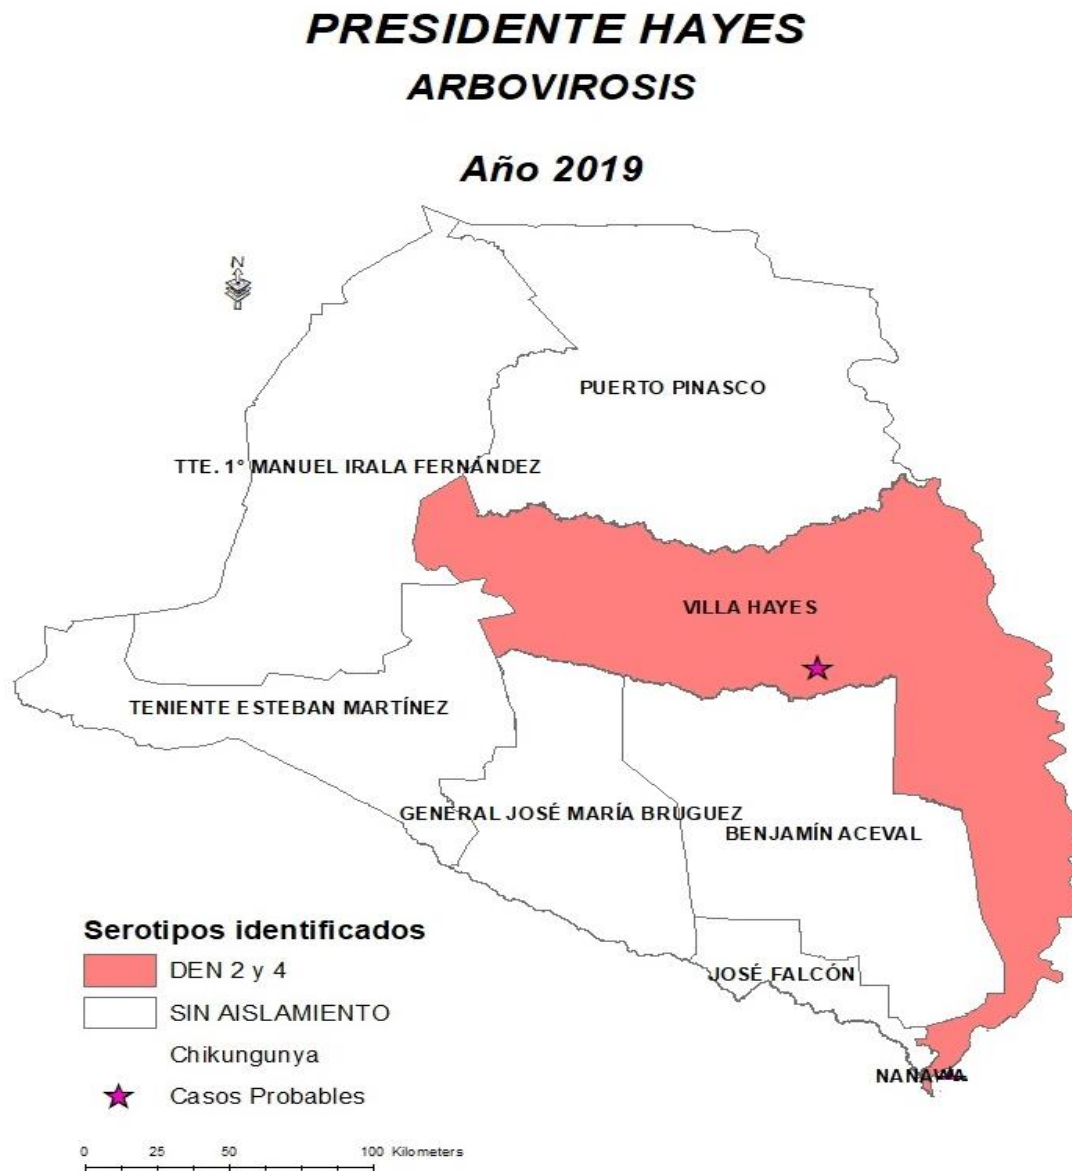 PRESIDENTE HAYES
ARBOVIROSIS
Año 2019
N
PUERTO PINASCO
TTE. 1° MANUEL IRALA FERNÁNDEZ
VILLA HAYES
TENIENTE ESTEBAN MARTÍNEZ
GENERAL JOSÉ MARÍA BRUGUEZ
BENJAMÍN ACEVAL
JOSÉ FALCÓN
NANAWA
Serotipos identificados
DEN 2 y 4
SIN AISLAMIENTO
Chikungunya
Casos Probables
0 25 50 100 Kilometers